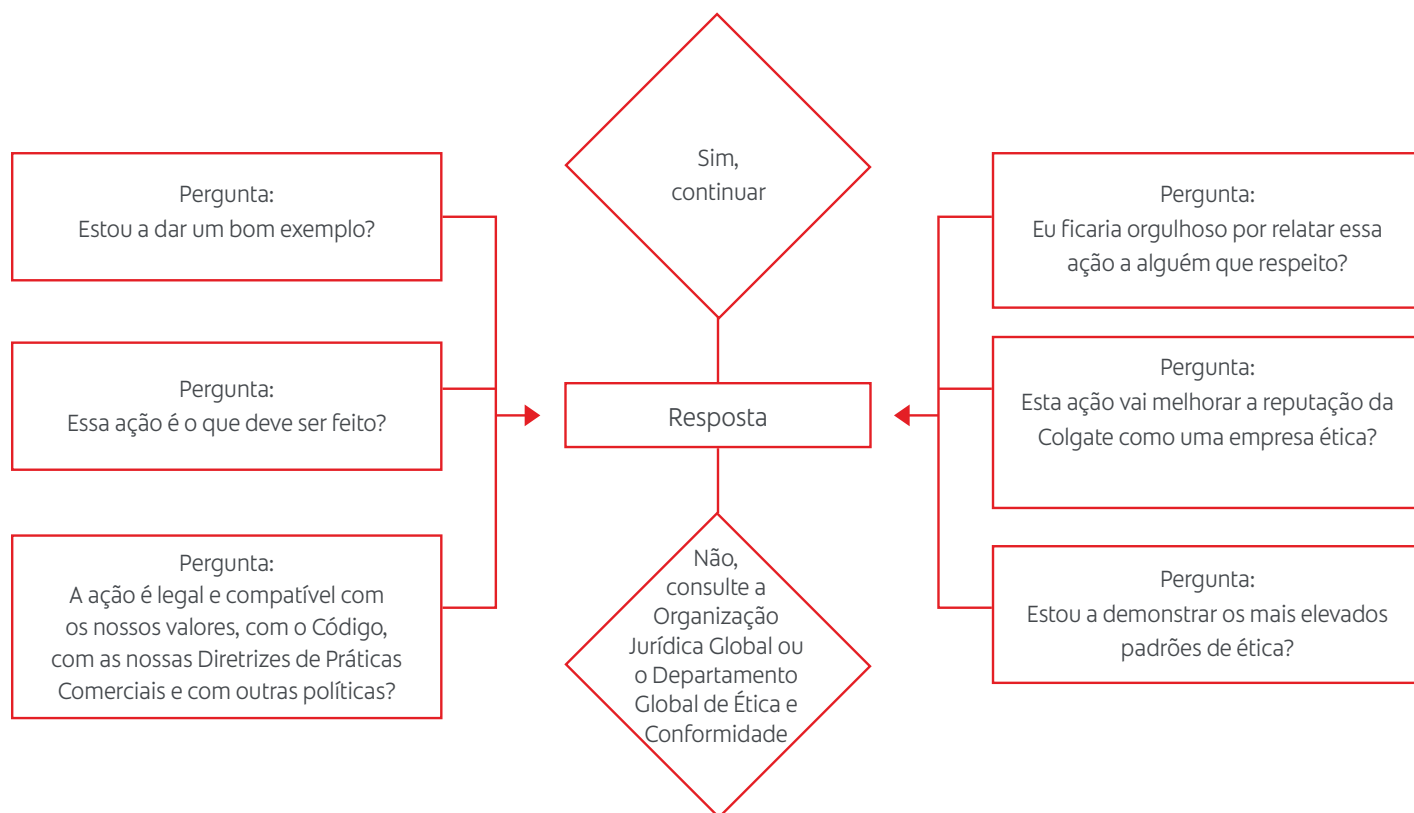 Pergunta:
Estou a dar um bom exemplo?
Pergunta:
Essa ação é o que deve ser feito?
Pergunta:
A ação é legal e compatível com
os nossos valores, com o Código,
com as nossas Diretrizes de Práticas
Comerciais e com outras políticas?
Sim,
continuar
Resposta
Não,
consulte a
Organização
Jurídica Global ou
o Departamento
Global de Ética e
Conformidade
Pergunta:
Eu ficaria orgulhoso por relatar essa
ação a alguém que respeito?
Pergunta:
Esta ação vai melhorar a reputação da
Colgate como uma empresa ética?
Pergunta:
Estou a demonstrar os mais elevados
padrões de ética?